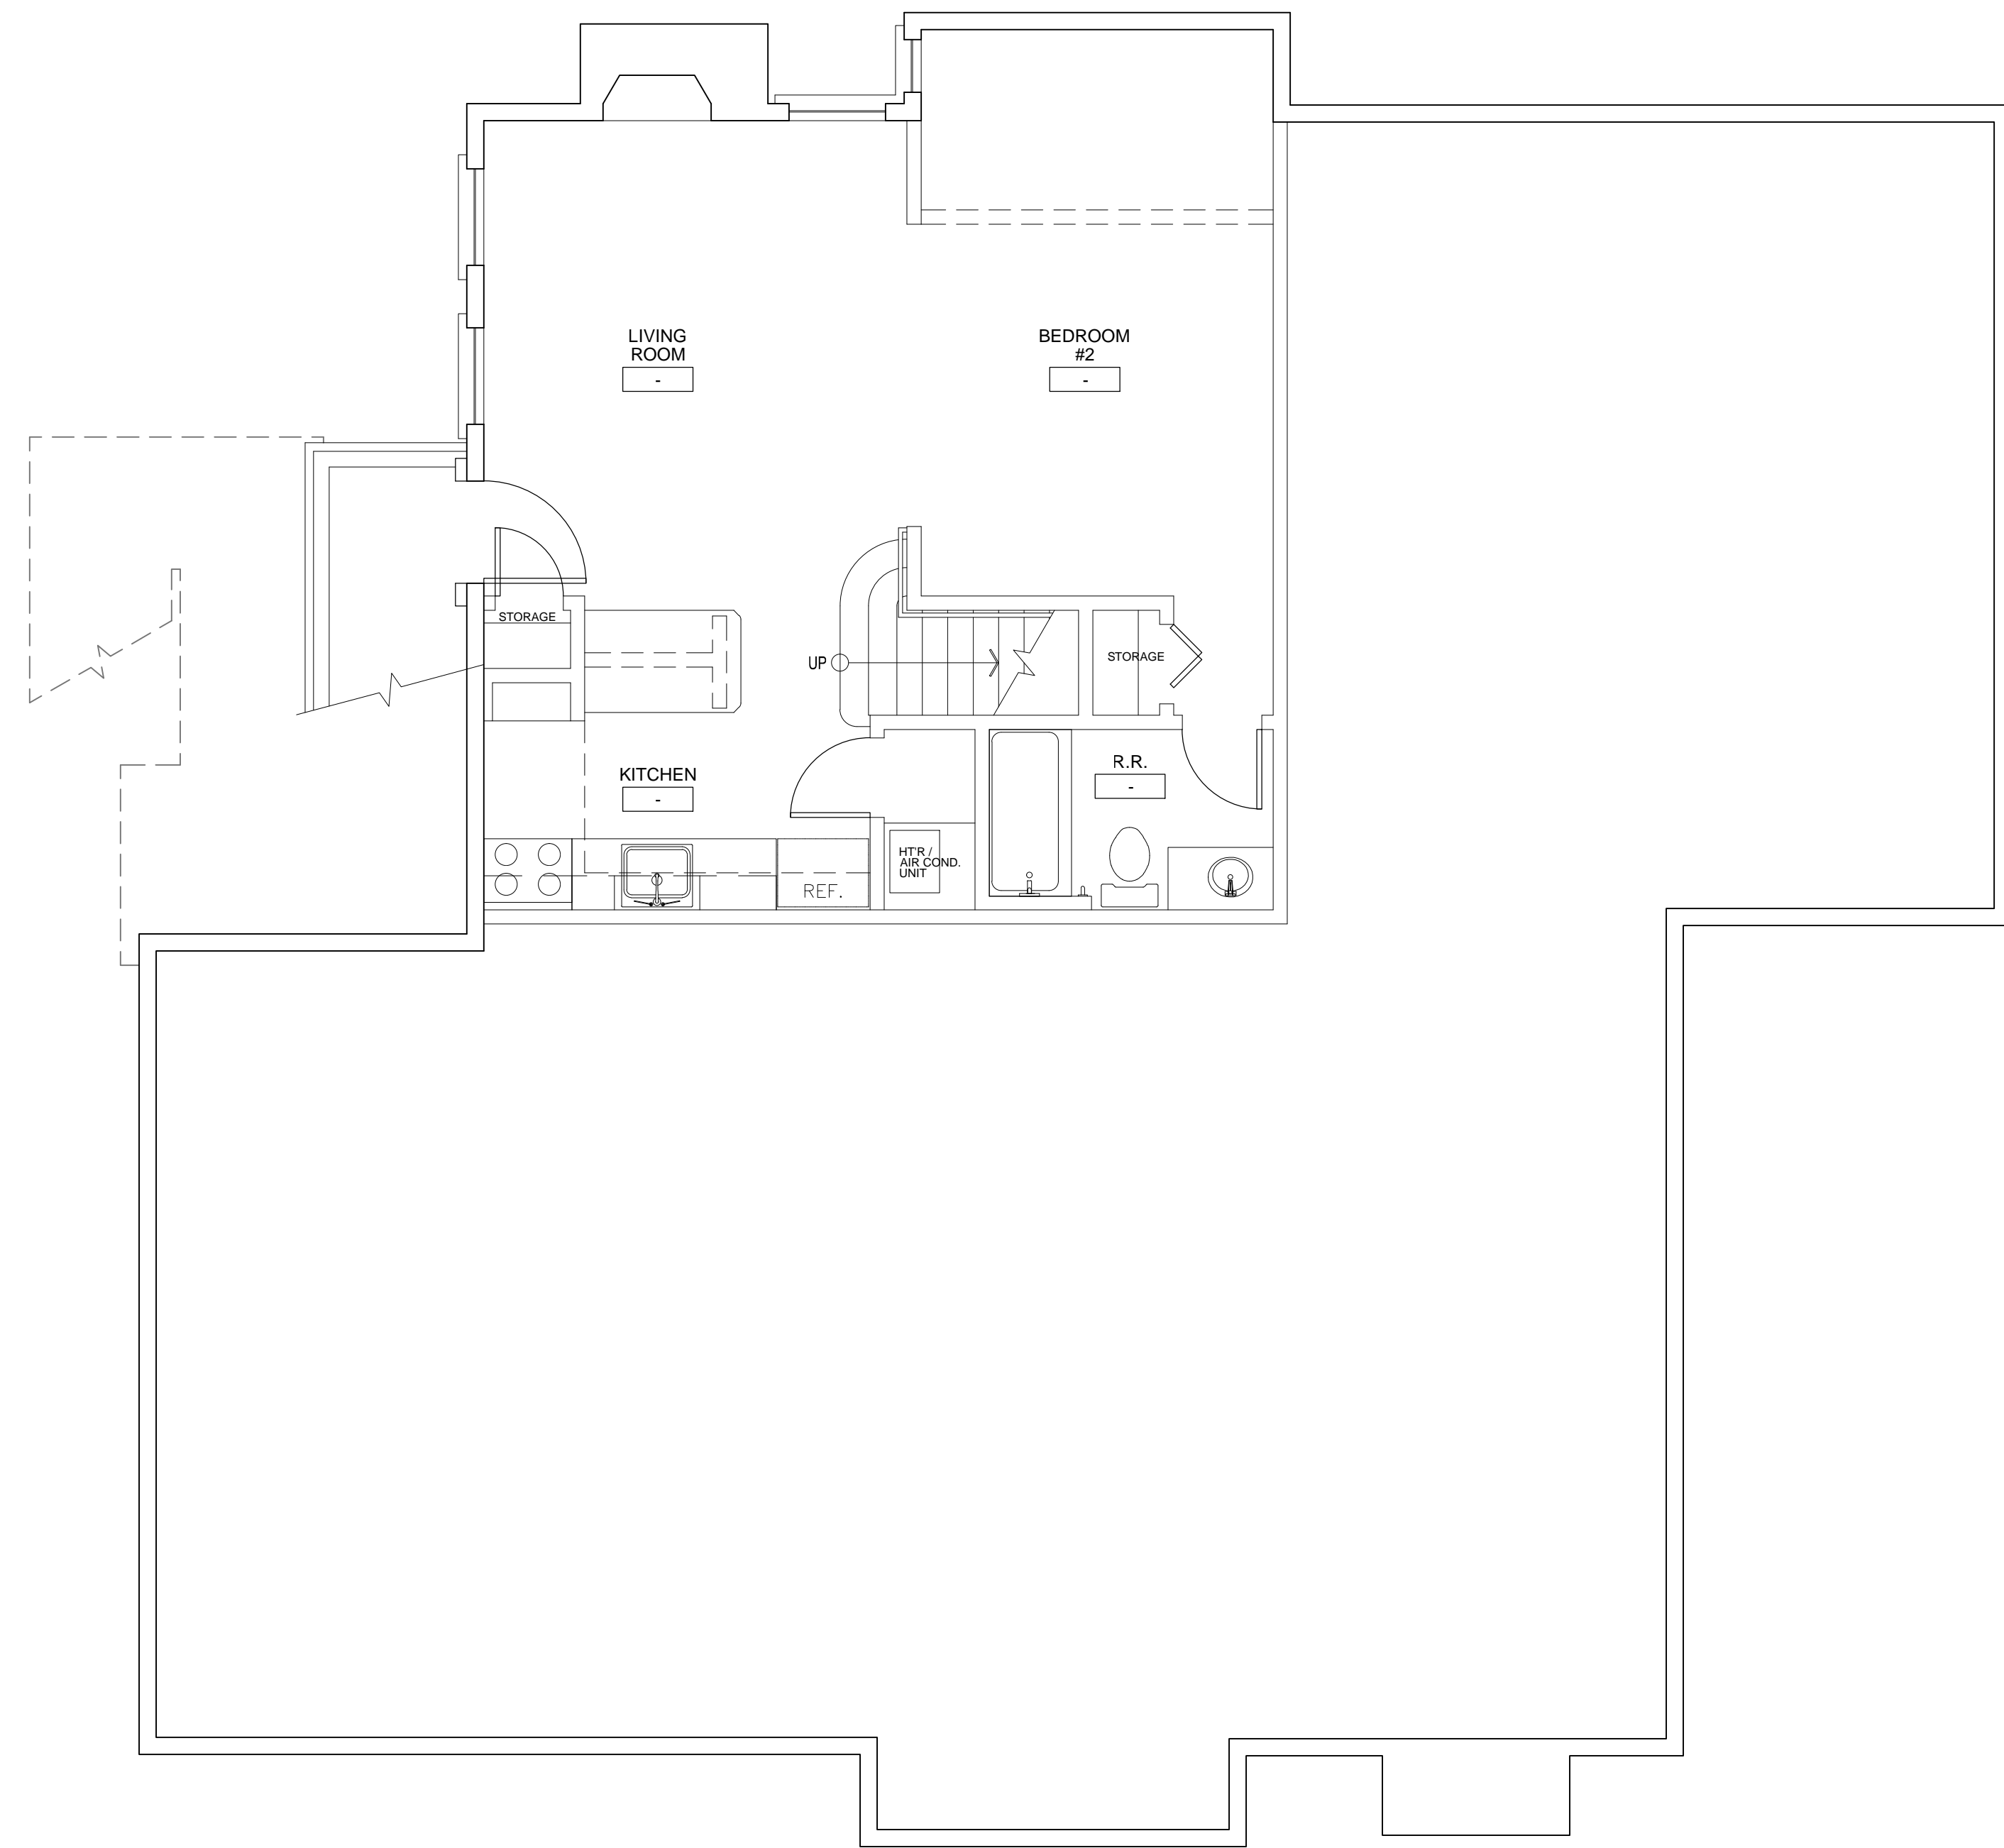 LIVING
ROOM
-
BEDROOM
#2
-
STORAGE
UP
STORAGE
KITCHEN
-
R.R.
-
HT'R /
AIR COND.
UNIT
REF.